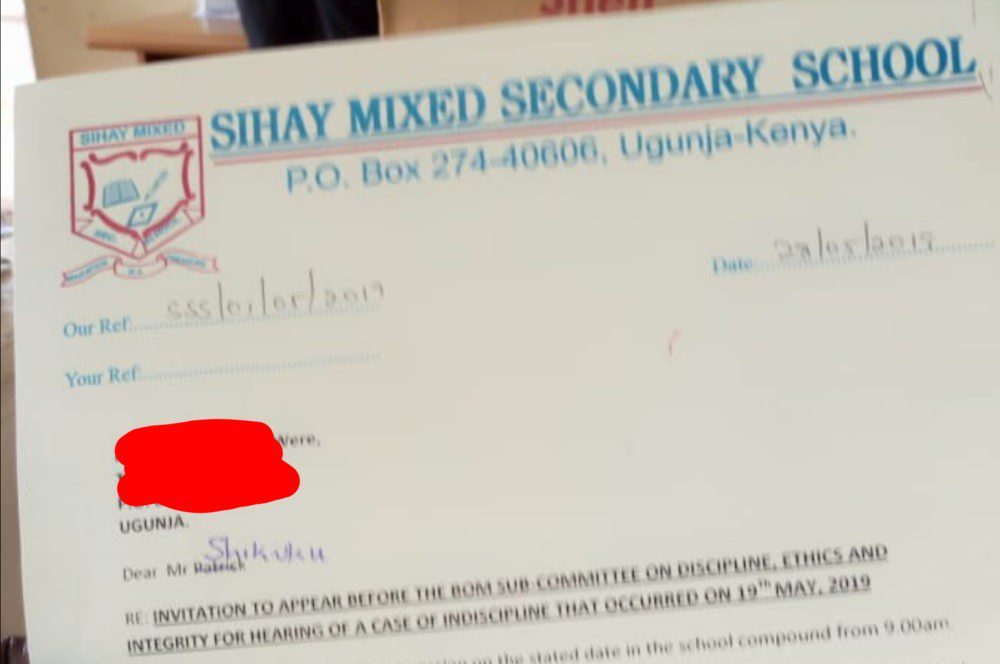 SIHAY MIXED
SIHAY MIXED SECONDARY SCHOOL
P.O. Box 274-40606, Ugunja-Kenya.
Date: 28/05/2019
Our Ref: SSS/01/05/2019
Your Ref:
Were,
UGUNJA.
Shikuku
Dear Mr Patrick
RE: INVITATION TO APPEAR BEFORE THE BOM SUB-COMMITTEE ON DISCIPLINE, ETHICS AND
INTEGRITY FOR HEARING OF A CASE OF INDISCIPLINE THAT OCCURRED ON 19TH MAY, 2019
on the stated date in the school compound from 9.00am